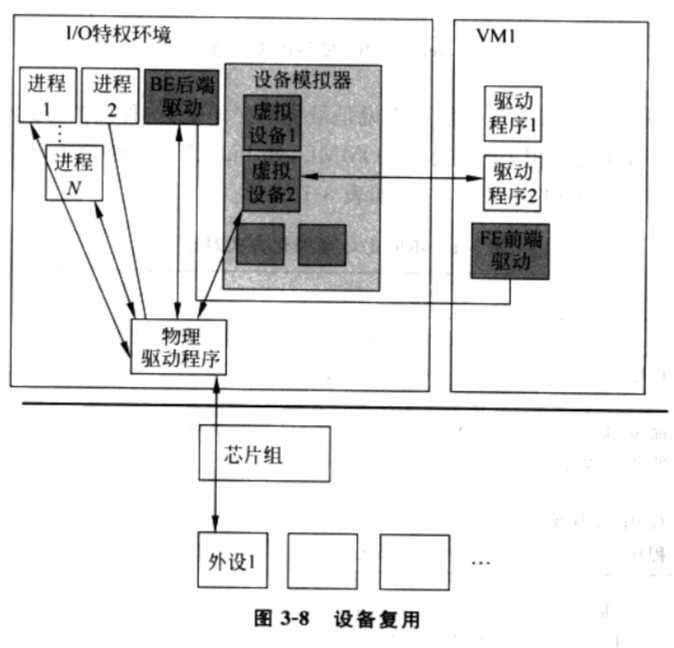 I/O特权环境
VM1
进程
1
进程
2
BE后端
驱动
设备模拟器
虚拟
设备1
驱动
程序1
进程
N
虚拟
设备2
驱动
程序2
FE前端
驱动
物理
驱动程序
芯片组
外设1
…
图 3-8 设备复用